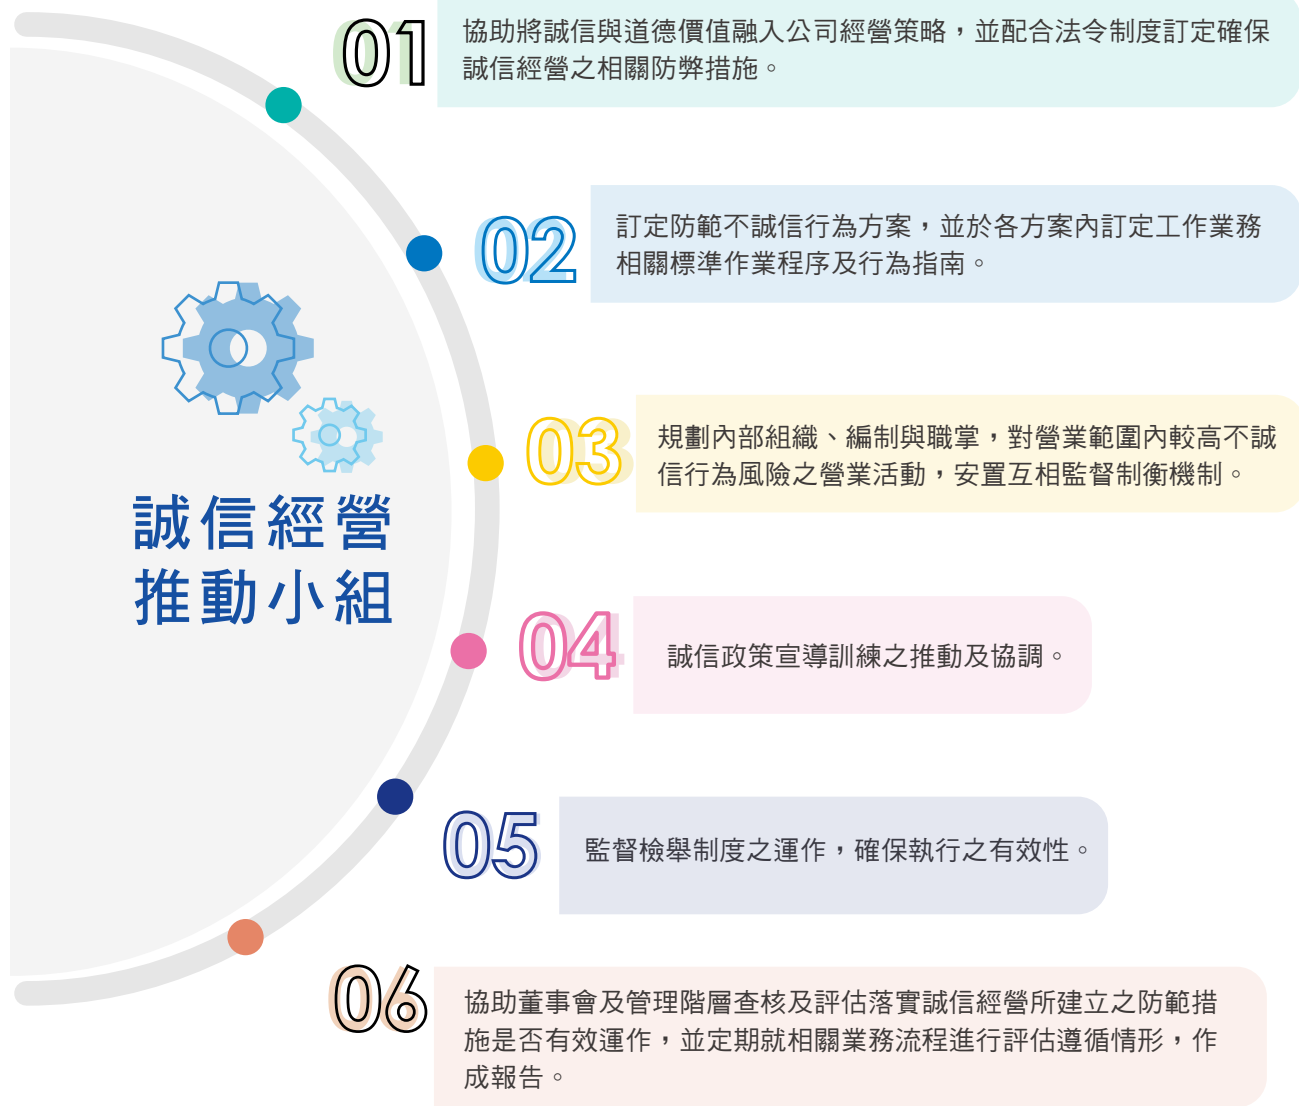 01
協助將誠信與道德價值融入公司經營策略，並配合法令制度訂定確保
誠信經營之相關防弊措施。
02
訂定防範不誠信行為方案，並於各方案內訂定工作業務
相關標準作業程序及行為指南。
03
規劃內部組織、編制與職掌，對營業範圍內較高不誠
信行為風險之營業活動，安置互相監督制衡機制。
誠信經營
推動小組
04
誠信政策宣導訓練之推動及協調。
05
監督檢舉制度之運作，確保執行之有效性。
06
協助董事會及管理階層查核及評估落實誠信經營所建立之防範措
施是否有效運作，並定期就相關業務流程進行評估遵循情形，作
成報告。